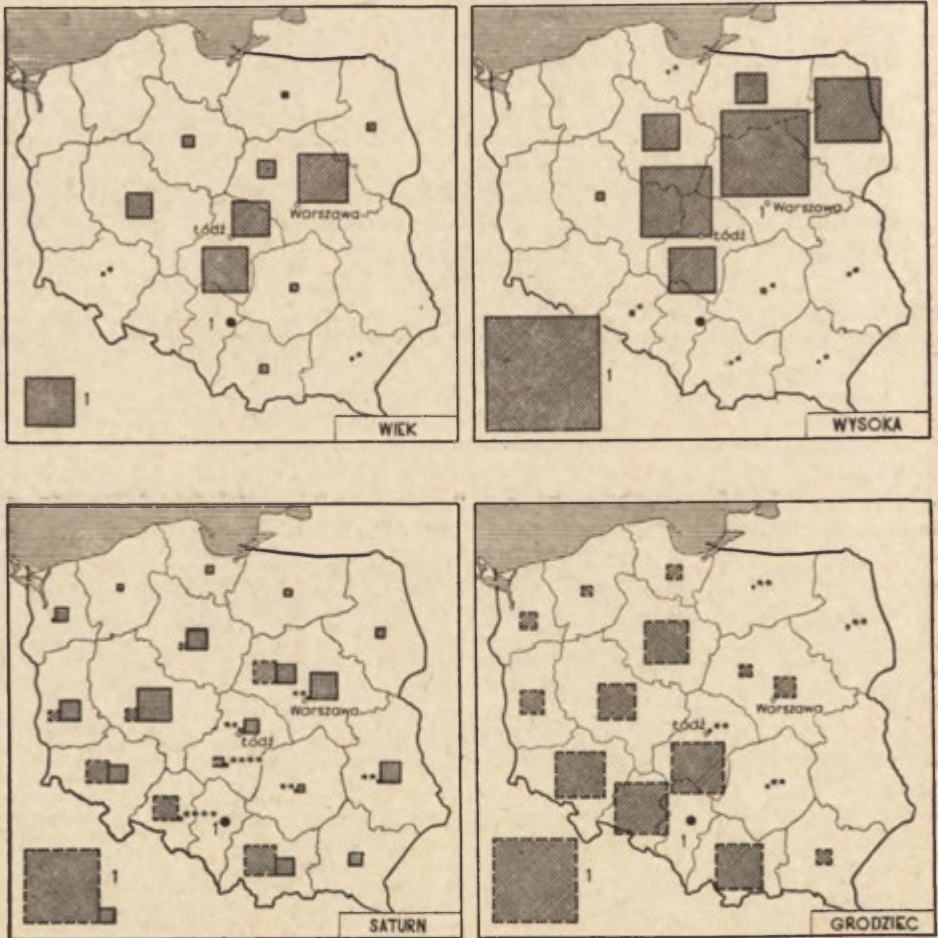 Warszawa
Łódź
1
1
WIEK
1° Warszawa
Łódź
1
WYSOKA
Warszawa
Łódź
1
1
SATURN
Łódź
Warszawa
1
1
GRODZIEC